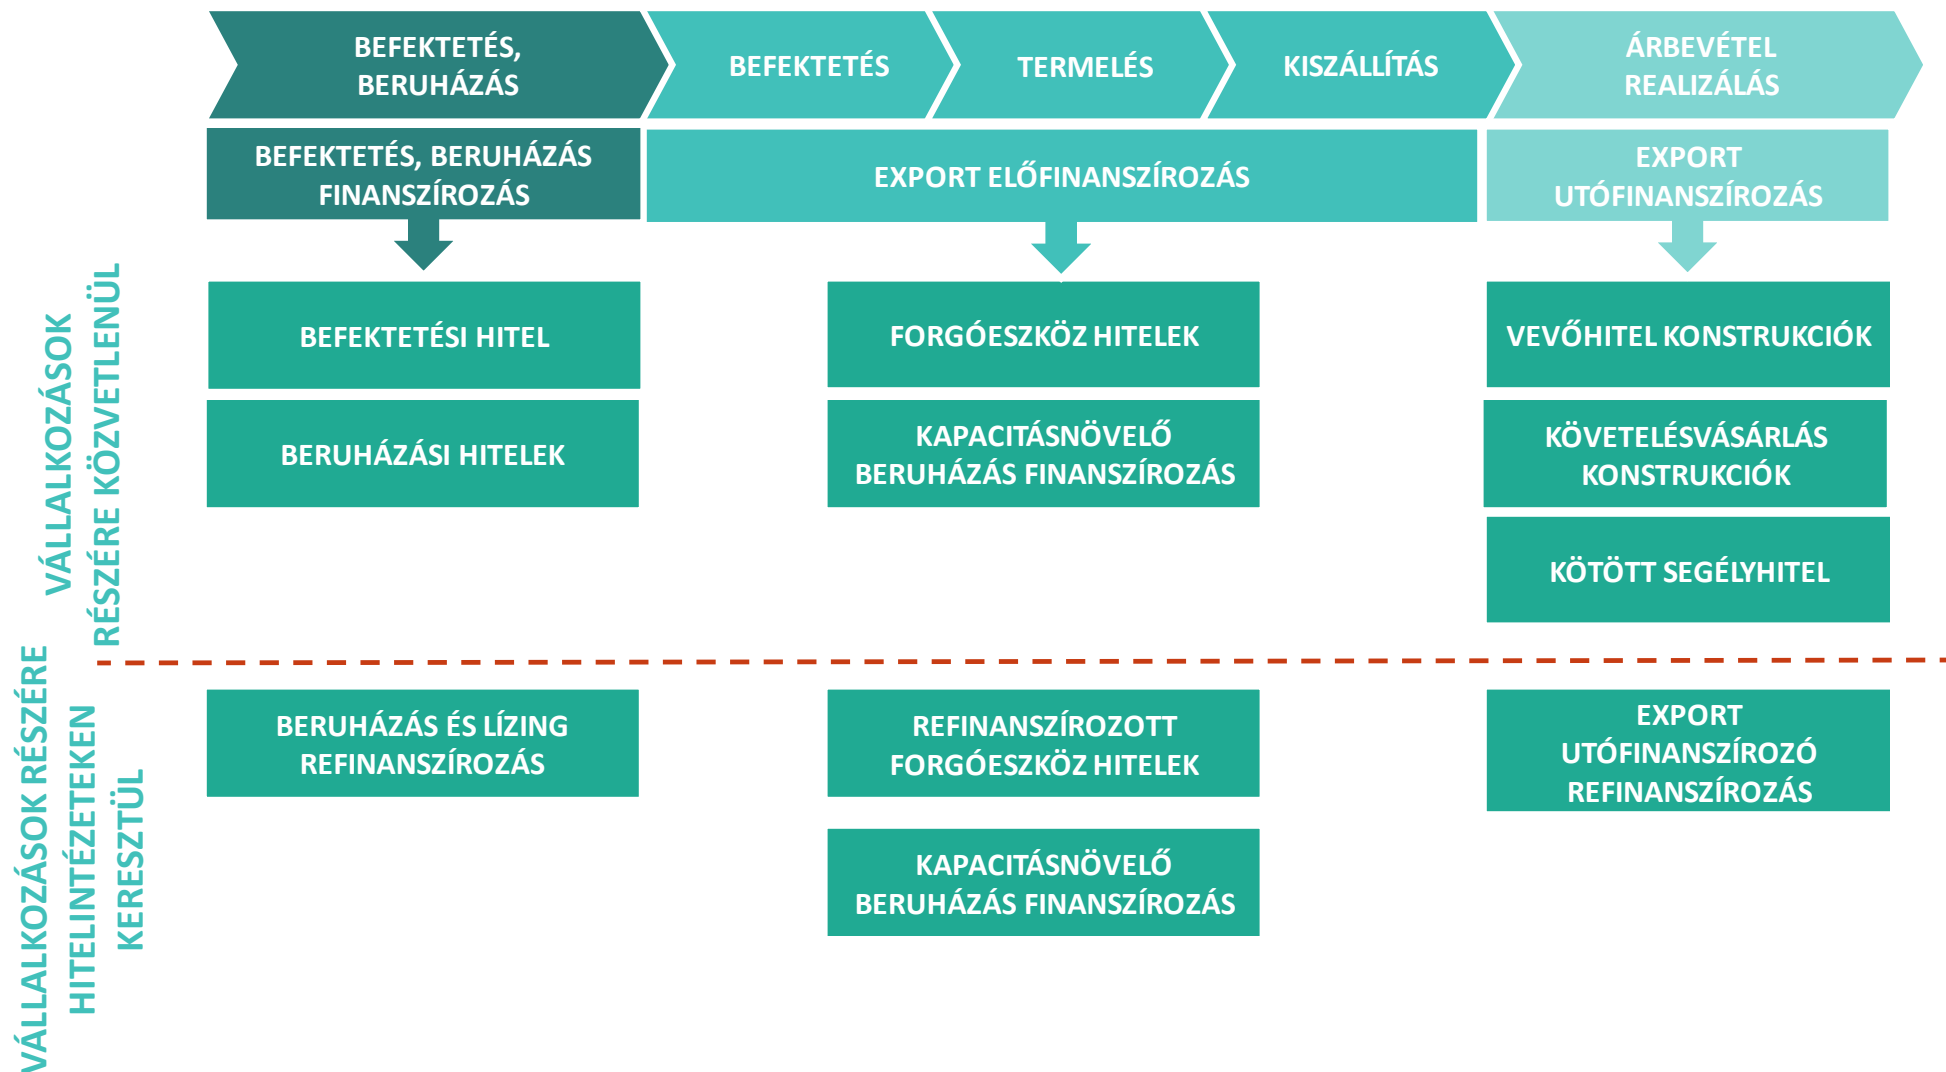 BEFEKTETÉS,
BERUHÁZÁS
BEFEKTETÉS
TERMELÉS
KISZÁLLÍTÁS
ÁRBEVÉTEL
REALIZÁLÁS
BEFEKTETÉS, BERUHÁZÁS
FINANSZÍROZÁS
EXPORT ELŐFINANSZÍROZÁS
EXPORT
UTÓFINANSZÍROZÁS
VÁLLALKOZÁSOK
RÉSZÉRE KÖZVETLENÜL
BEFEKTETÉSI HITEL
FORGÓESZKÖZ HITELEK
VEVŐHITEL KONSTRUKCIÓK
BERUHÁZÁSI HITELEK
KAPACITÁSNÖVELŐ
BERUHÁZÁS FINANSZÍROZÁS
KÖVETELÉSVÁSÁRLÁS
KONSTRUKCIÓK
KÖTÖTT SEGÉLYHITEL
VÁLLALKOZÁSOK RÉSZÉRE
HITELINTÉZETEKEN
KERESZTÜL
BERUHÁZÁS ÉS LÍZING
REFINANSZÍROZÁS
REFINANSZÍROZOTT
FORGÓESZKÖZ HITELEK
EXPORT
UTÓFINANSZÍROZÓ
REFINANSZÍROZÁS
KAPACITÁSNÖVELŐ
BERUHÁZÁS FINANSZÍROZÁS